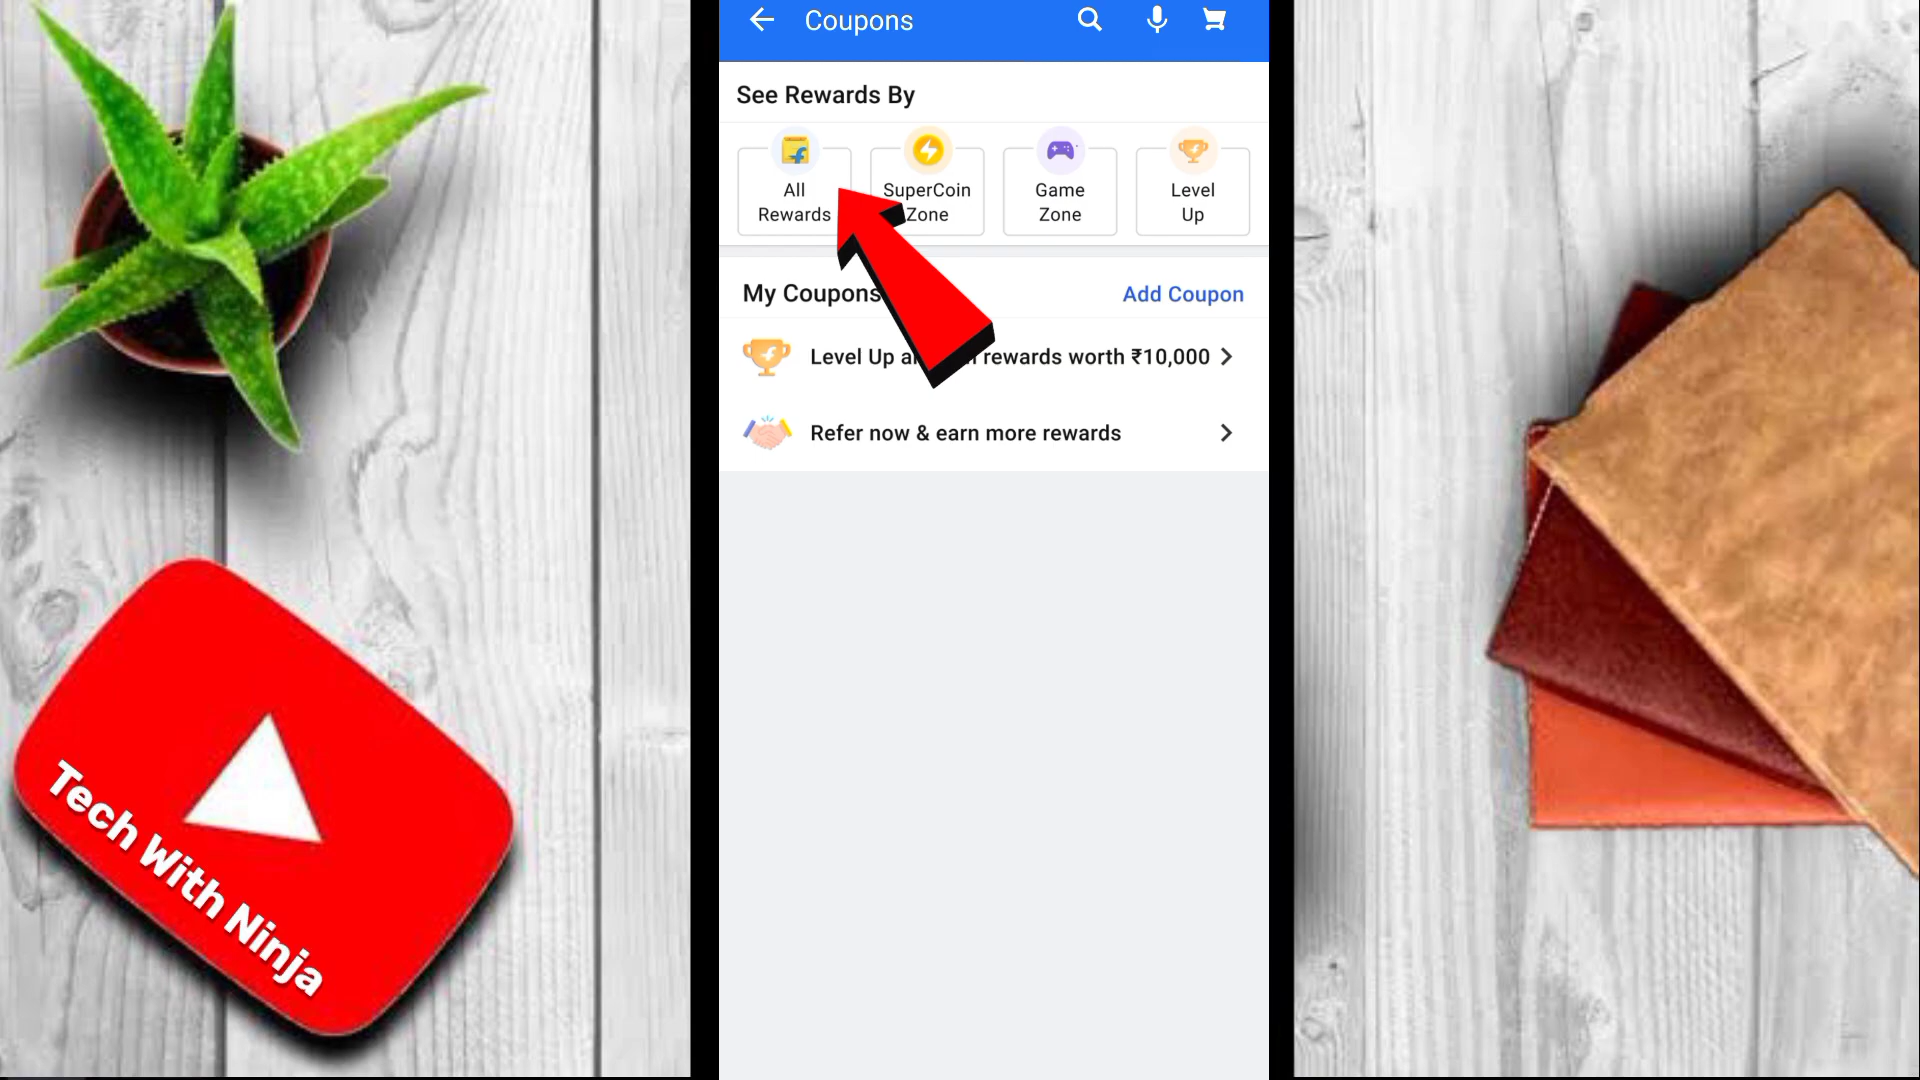 Coupons
See Rewards By
All
Rewards
SuperCoin
Zone
Game
Zone
Level
Up
My Coupons
Add Coupon
Level Up a rewards worth ₹10,000
Refer now & earn more rewards
Tech With Ninja